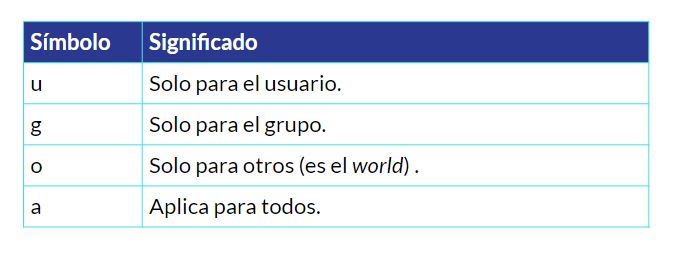 Símbolo Significado
u Solo para el usuario.
g Solo para el grupo.
o Solo para otros (es el world) .
a Aplica para todos.